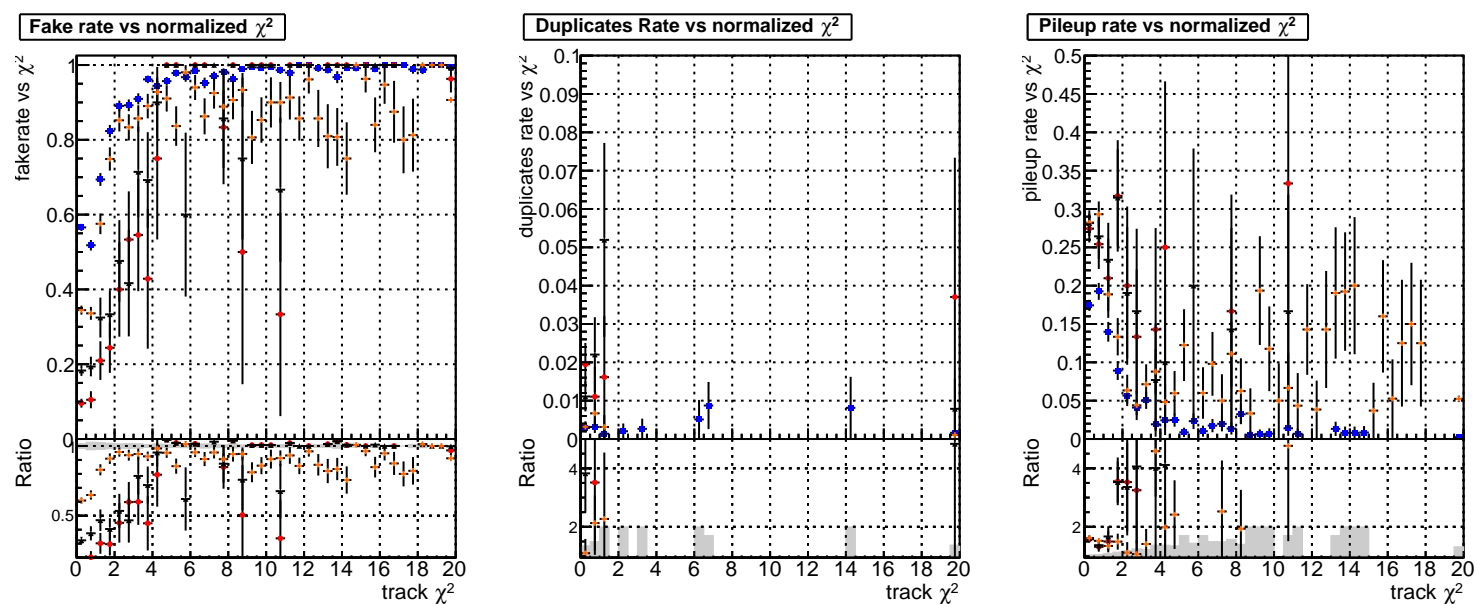 Fake rate vs normalized χ²
fakerate vs χ²
1
0.8
0.6
0.4
0.2
0
Ratio
0.5
0 2 4 6 8 10 12 14 16 18 20
track χ²
Duplicates Rate vs normalized χ²
duplicates rate vs χ²
0.1
0.09
0.08
0.07
0.06
0.05
0.04
0.03
0.02
0.01
0
Ratio
4
2
0 2 4 6 8 10 12 14 16 18 20
track χ²
Pileup rate vs normalized χ²
pileup rate vs χ²
0.5
0.45
0.4
0.35
0.3
0.25
0.2
0.15
0.1
0.05
0
Ratio
4
2
0 2 4 6 8 10 12 14 16 18 20
track χ²